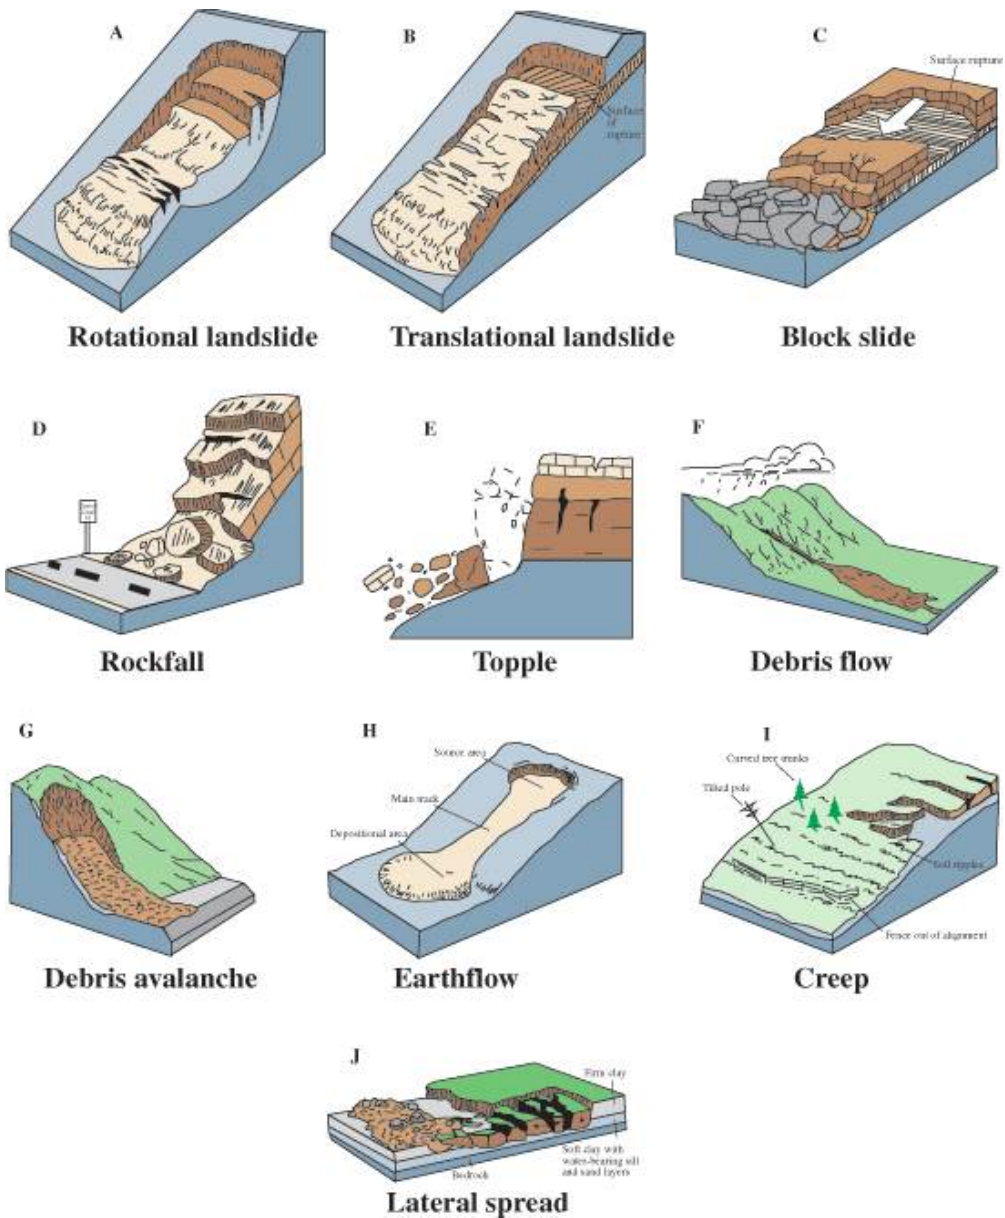 A
B
C
Surface rupture
Surface
of
rupture
Rotational landslide
Translational landslide
Block slide
D
E
F
Rockfall
Topple
Debris flow
G
H
I
Source area
Curved tree trunks
Main track
Tilted pole
Depositional area
Soil ripples
Fence out of alignment
Debris avalanche
Earthflow
Creep
J
Firm clay
Bedrock
Soft clay with
water-bearing silt
and sand layers
Lateral spread